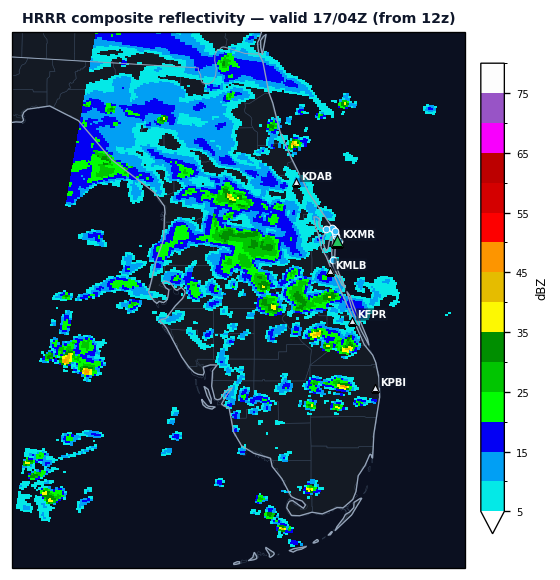 HRRR composite reflectivity — valid 17/04Z (from 12z)
KDAB
KXMR
KMLB
KFPR
KPBI
75
65
55
45
35
25
15
5
dBZ